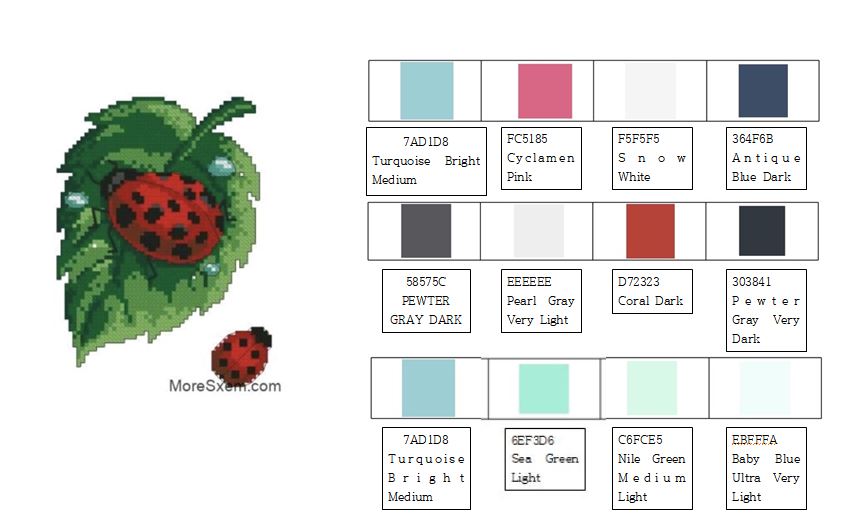 7AD1D8
Turquoise Bright
Medium
FC5185
Cyclamen
Pink
F5F5F5
Snow
White
364F6B
Antique
Blue Dark
58575C
PEWTER
GRAY DARK
EEEEEE
Pearl Gray
Very Light
D72323
Coral Dark
303841
Pewter
Gray Very
Dark
MoreSxem.com
7AD1D8
Turquoise
Bright
Medium
6EF3D6
Sea Green
Light
C6FCE5
Nile Green
Medium
Light
EBFFFA
Baby Blue
Ultra Very
Light